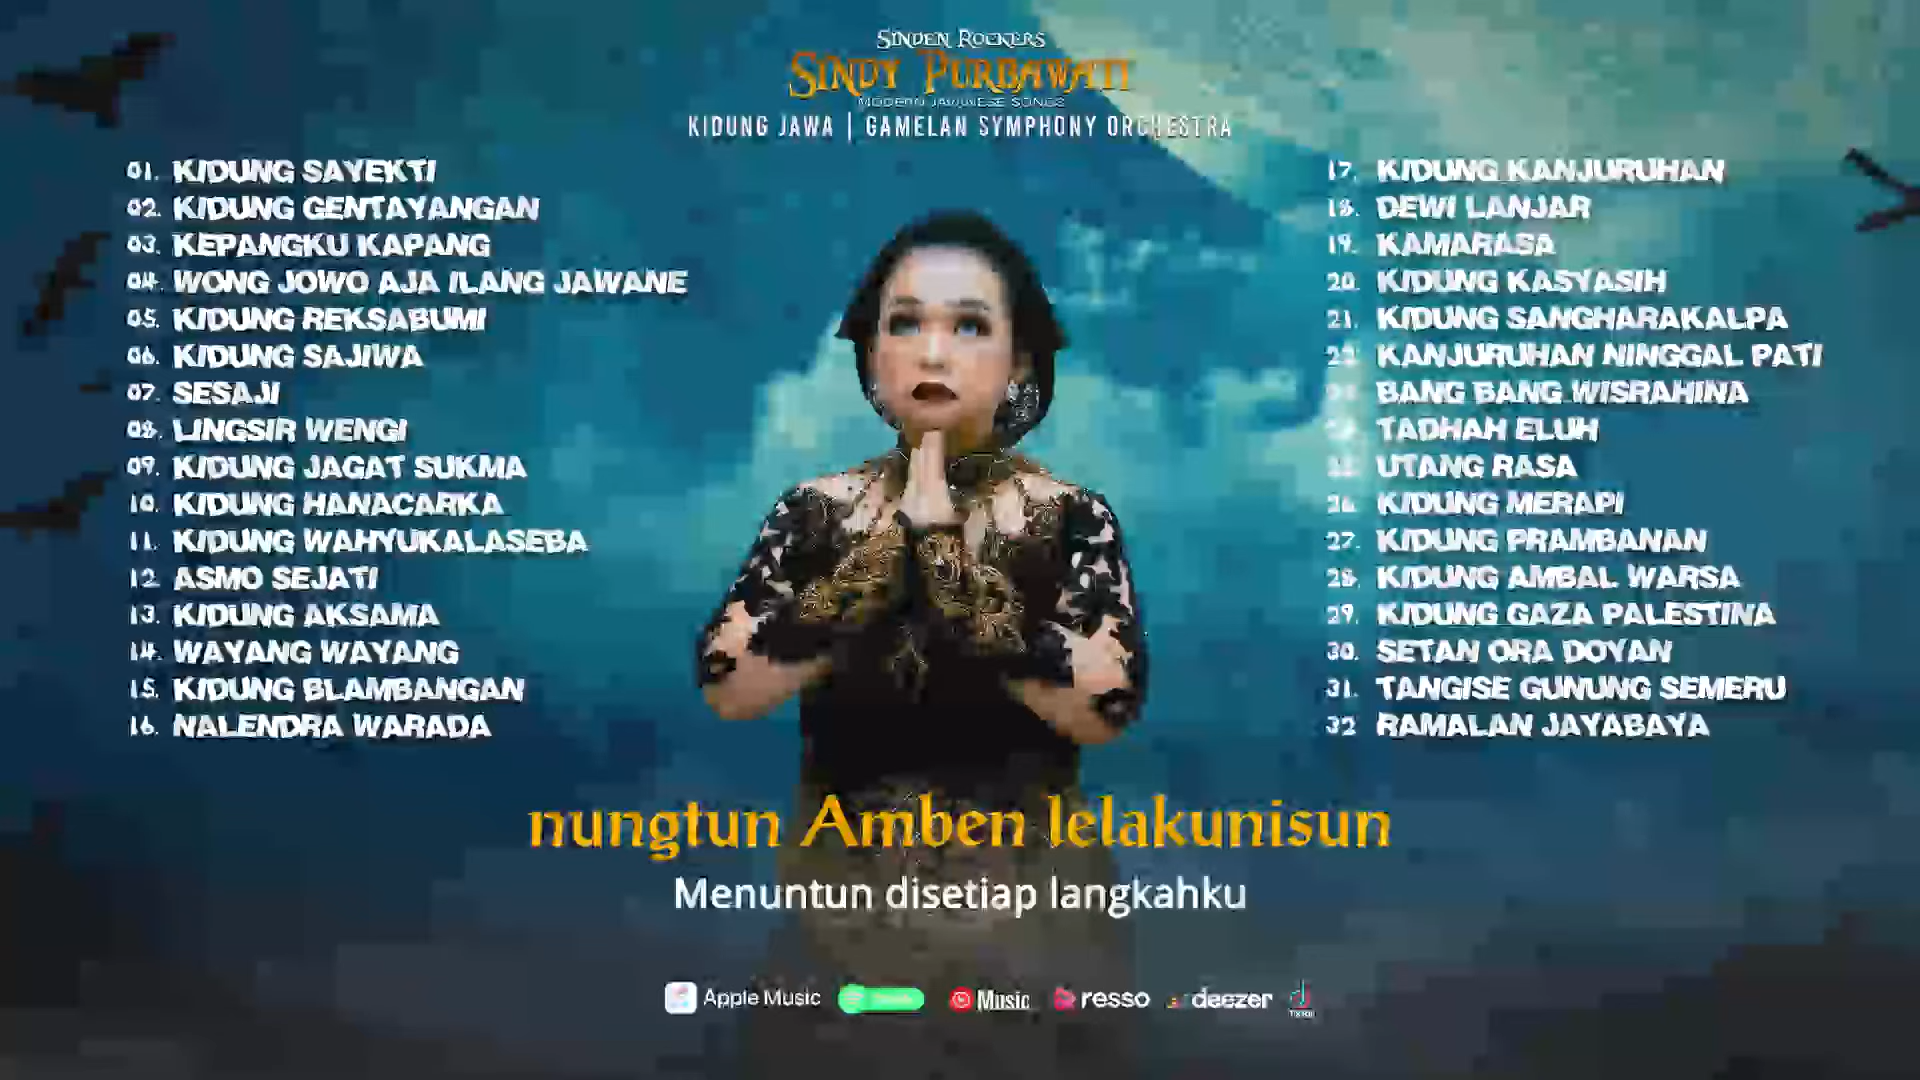 SINDEN ROCKERS
SINDY PURBAWATI
MODERN JAWANESE SONGS
KIDUNG JAWA | GAMELAN SYMPHONY ORCHESTRA
01. KIDUNG SAYEKTI
02. KIDUNG GENTAYANGAN
03. KEPANGKU KAPANG
04. WONG JOWO AJA ILANG JAWANE
05. KIDUNG REKSABUMI
06. KIDUNG SAJIWA
07. SESAJI
08. LINGSIR WENGI
09. KIDUNG JAGAT SUKMA
10. KIDUNG HANACARKA
11. KIDUNG WAHYUKALASEBA
12. ASMO SEJATI
13. KIDUNG AKSAMA
14. WAYANG WAYANG
15. KIDUNG BLAMBANGAN
16. NALENDRA WARADA
17. KIDUNG KANJURUHAN
18. DEWI LANJAR
19. KAMARASA
20. KIDUNG KASYASIH
21. KIDUNG SANGHARAKALPA
22. KANJURUHAN NINGGAL PATI
BANG BANG WISRAHINA
TADHAH ELUH
UTANG RASA
26. KIDUNG MERAPI
27. KIDUNG PRAMBANAN
28. KIDUNG AMBAL WARSA
29. KIDUNG GAZA PALESTINA
30. SETAN ORA DOYAN
31. TANGISE GUNUNG SEMERU
32 RAMALAN JAYABAYA
nungtun Amben lelakunisun
Menuntun disetiap langkahku
Apple Music
Music
resso
deezer